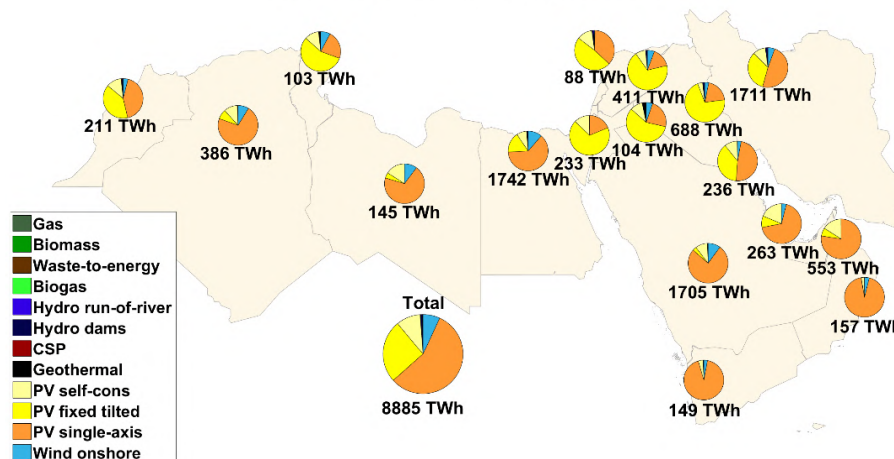 103 TWh
88 TWh
411 TWh
1711 TWh
211 TWh
386 TWh
688 TWh
104 TWh
233 TWh
1742 TWh
145 TWh
236 TWh
263 TWh
553 TWh
1705 TWh
157 TWh
149 TWh
Total
8885 TWh
Gas
Biomass
Waste-to-energy
Biogas
Hydro run-of-river
Hydro dams
CSP
Geothermal
PV self-cons
PV fixed tilted
PV single-axis
Wind onshore